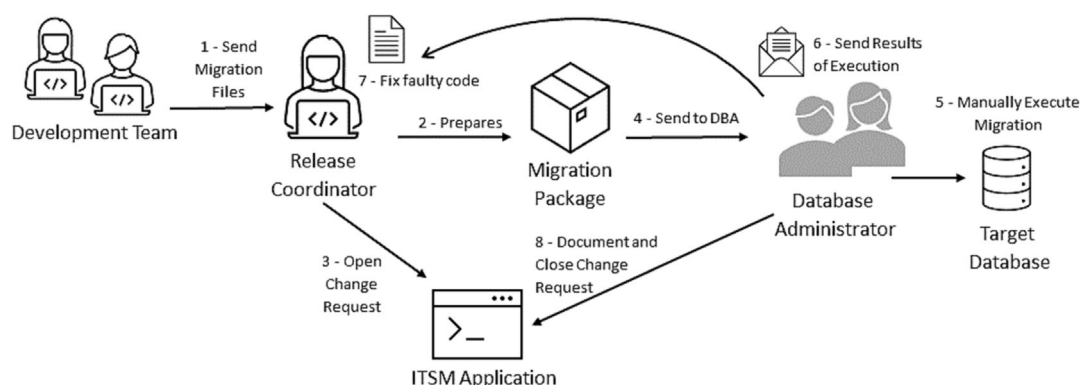 1 - Send
Migration
Files
</>
</>
</>
Development Team
Release
Coordinator
7 - Fix faulty code
2 - Prepares
Migration
Package
4 - Send to DBA
6 - Send Results
of Execution
5 - Manually Execute
Migration
Database
Administrator
Target
Database
3 - Open
Change
Request
8 - Document and
Close Change
Request
>_
ITSM Application